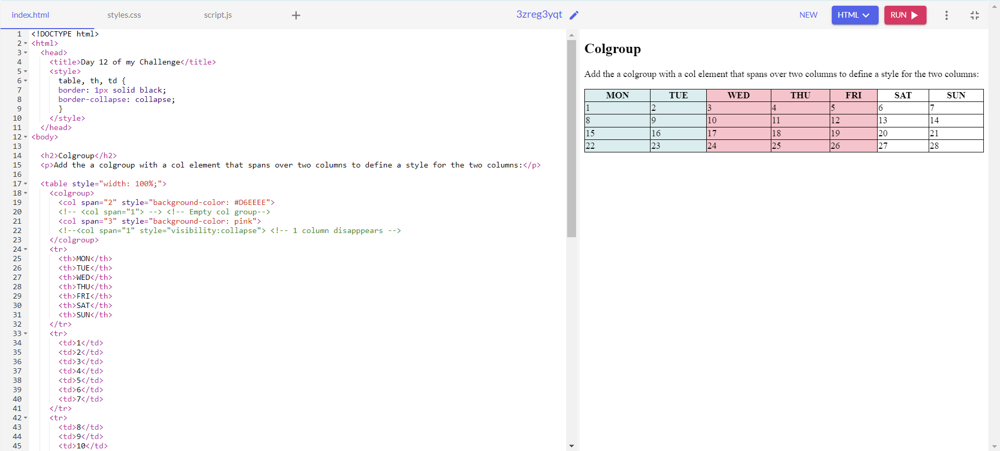 index.html styles.css script.js + 3zreg3yqt NEW HTML RUN
1 <!DOCTYPE html>
2 <html>
3 <head>
4 <title>Day 12 of my Challenge</title>
5 <style>
6 table, th, td {
7 border: 1px solid black;
8 border-collapse: collapse;
9 }
10 </style>
11 </head>
12 <body>
13
14 <h2>Colgroup</h2>
15 <p>Add the a colgroup with a col element that spans over two columns to define a style for the two columns:</p>
16
17 <table style="width: 100%;">
18 <colgroup>
19 <col span="2" style="background-color: #D6EEEE">
20 <!-- <col span="1"> --> <!-- Empty col group-->
21 <col span="3" style="background-color: pink">
22 <!--<col span="1" style="visibility:collapse"> <!-- 1 column disapppears -->
23 </colgroup>
24 <tr>
25 <th>MON</th>
26 <th>TUE</th>
27 <th>WED</th>
28 <th>THU</th>
29 <th>FRI</th>
30 <th>SAT</th>
31 <th>SUN</th>
32 </tr>
33 <tr>
34 <td>1</td>
35 <td>2</td>
36 <td>3</td>
37 <td>4</td>
38 <td>5</td>
39 <td>6</td>
40 <td>7</td>
41 </tr>
42 <tr>
43 <td>8</td>
44 <td>9</td>
45 <td>10</td>
Colgroup
Add the a colgroup with a col element that spans over two columns to define a style for the two columns:
MON TUE WED THU FRI SAT SUN
1 2 3 4 5 6 7
8 9 10 11 12 13 14
15 16 17 18 19 20 21
22 23 24 25 26 27 28